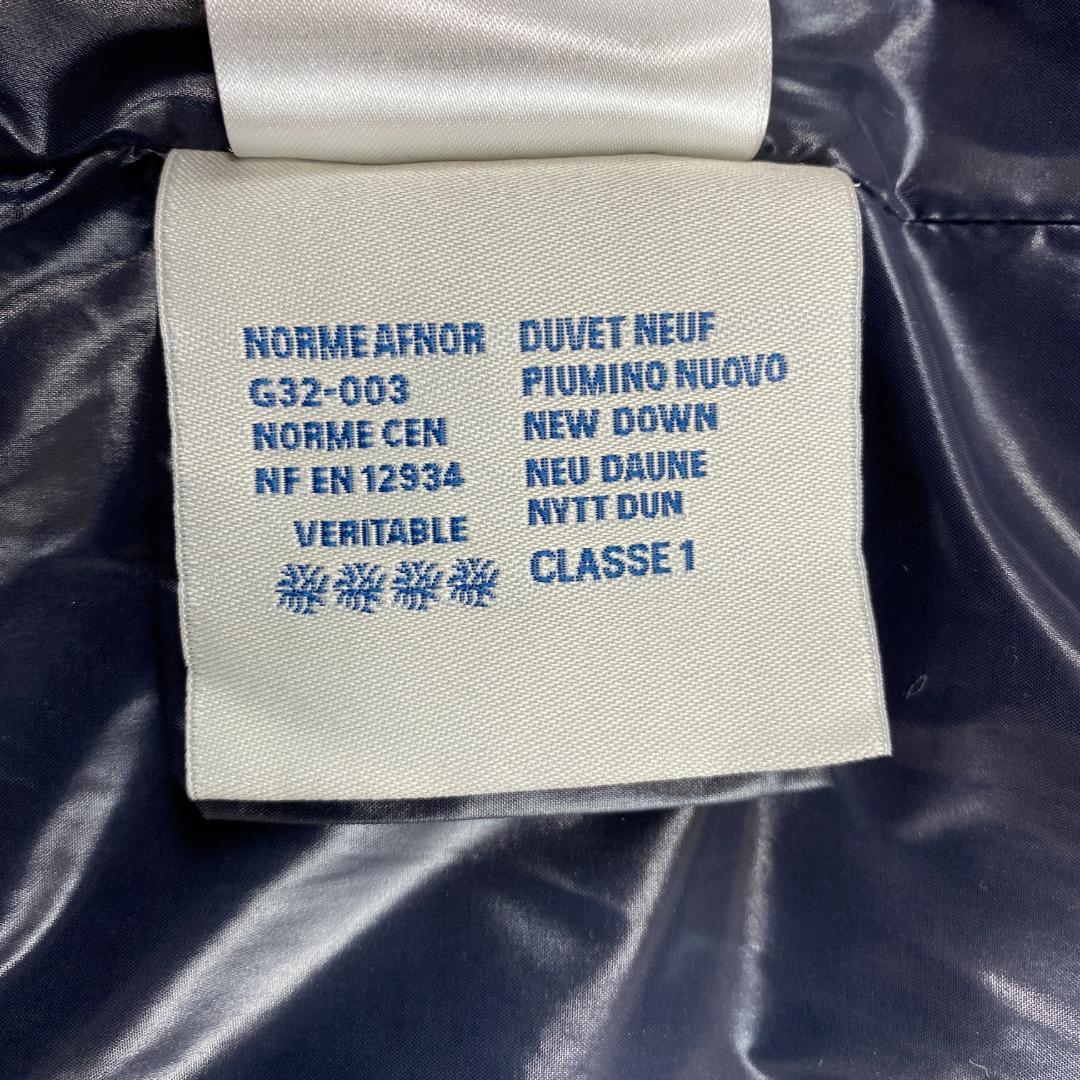 NORME AFNOR
G32-003
NORME CEN
NF EN 12934
VERITABLE
DUVET NEUF
PIUMINO NUOVO
NEW DOWN
NEU DAUNE
NYTT DUN
CLASSE 1